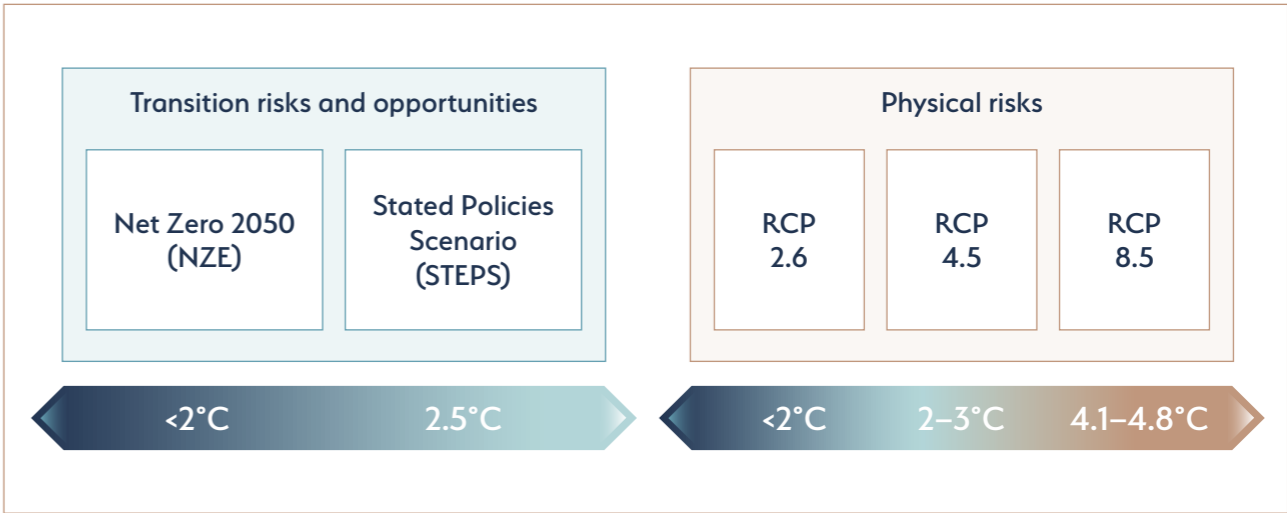 Transition risks and opportunities
Net Zero 2050
(NZE)
Stated Policies
Scenario
(STEPS)
<2°C
2.5°C
Physical risks
RCP
2.6
RCP
4.5
RCP
8.5
<2°C
2–3°C
4.1–4.8°C